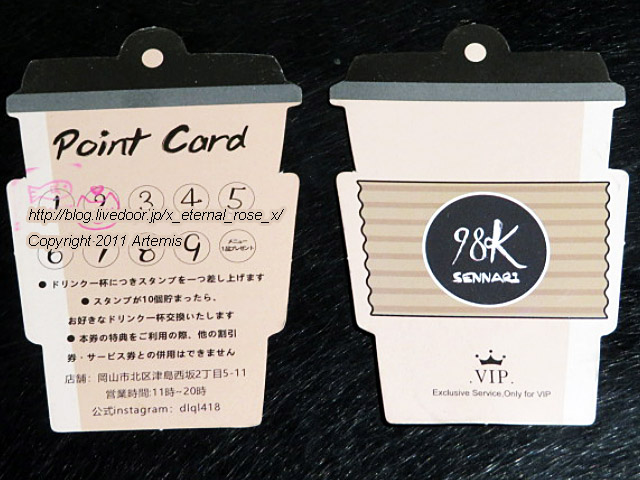 Point Card
1 2 3 4 5
http://blog.livedoor.jp/x_eternal_rose_x/
Copyright 2011 Artemis
6 7 8 9 メニュー
1品プレゼント
● ドリンク一杯につきスタンプを一つ差し上げます
● スタンプが10個貯まったら、
お好きなドリンク一杯交換いたします
● 本券の特典をご利用の際、他の割引
券・サービス券との併用はできません
店舗：岡山市北区津島西坂2丁目5-11
営業時間:11時~20時
公式instagram：dlql418
98K
SENNARI
.VIP.
Exclusive Service,Only for VIP